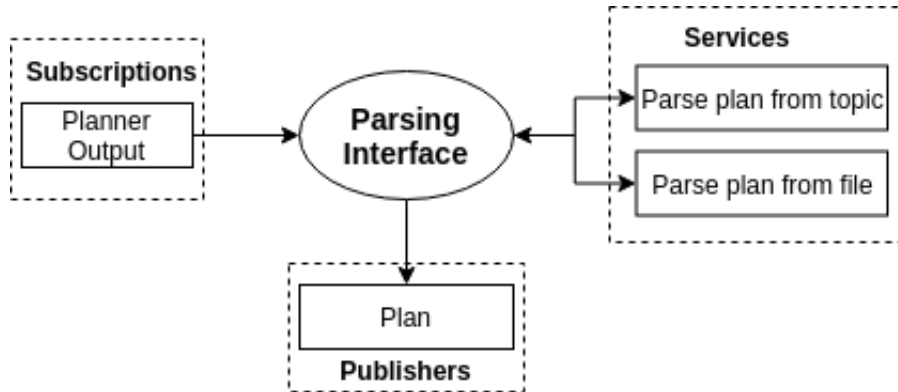 Subscriptions
Planner
Output
Parsing
Interface
Services
Parse plan from topic
Parse plan from file
Plan
Publishers